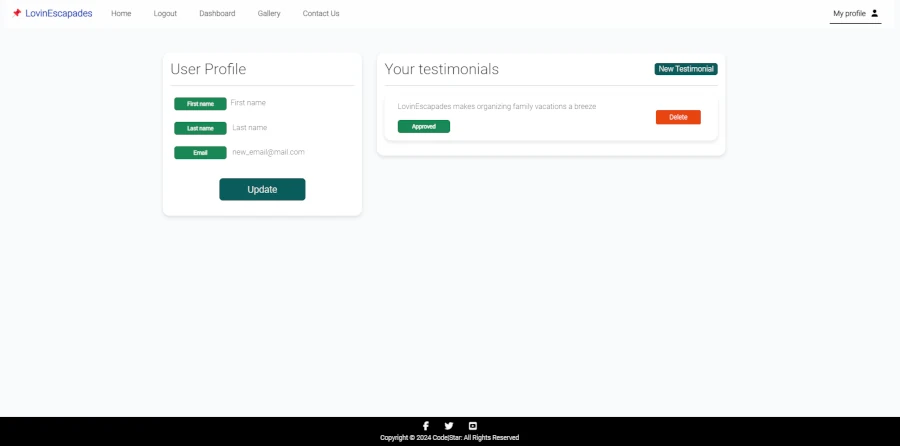 LovinEscapades Home Logout Dashboard Gallery Contact Us My profile
User Profile
First name First name
Last name Last name
Email new_email@mail.com
Update
Your testimonials New Testimonial
LovinEscapades makes organizing family vacations a breeze
Approved
Delete
Copyright © 2024 Code|Star: All Rights Reserved